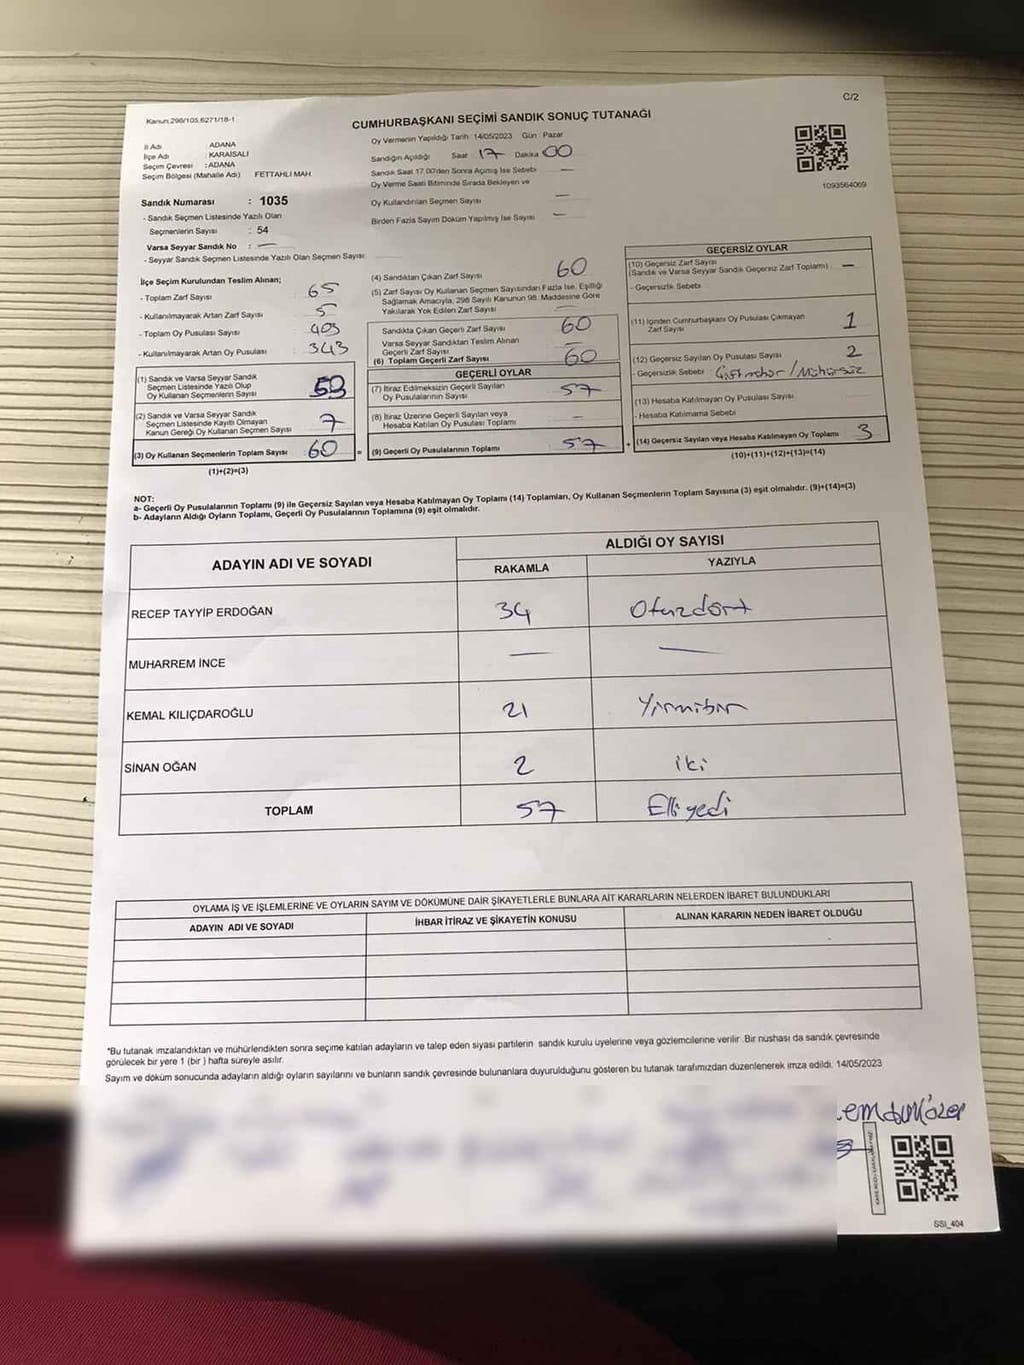 C/2
Kanun:298/105,6271/18-1
CUMHURBAŞKANI SEÇİMİ SANDIK SONUÇ TUTANAĞI
İl Adı : ADANA
İlçe Adı : KARAİSALI
Seçim Çevresi : ADANA
Seçim Bölgesi (Mahalle Adı) FETTAHLI MAH.
Oy Vermenin Yapıldığı Tarih :14/05/2023 Gün : Pazar
Sandığın Açıldığı Saat 17 Dakika 00
Sandık Saat 17.00'den Sonra Açımış İse Sebebi —
Oy Verme Saati Bitiminde Sırada Bekleyen ve
Oy Kullandırılan Seçmen Sayısı —
Birden Fazla Sayım Döküm Yapılmış İse Sayısı —
1093564069
Sandık Numarası : 1035
- Sandık Seçmen Listesinde Yazılı Olan
Seçmenlerin Sayısı : 54
Varsa Seyyar Sandık No : —
- Seyyar Sandık Seçmen Listesinde Yazılı Olan Seçmen Sayısı
İlçe Seçim Kurulundan Teslim Alınan;
- Toplam Zarf Sayısı 65
- Kullanılmayarak Artan Zarf Sayısı 5
- Toplam Oy Pusulası Sayısı 403
- Kullanılmayarak Artan Oy Pusulası 343
(1) Sandık ve Varsa Seyyar Sandık
Seçmen Listesinde Yazılı Olup
Oy Kullanan Seçmenlerin Sayısı 53
(2) Sandık ve Varsa Seyyar Sandık
Seçmen Listesinde Kayıtlı Olmayan
Kanun Gereği Oy Kullanan Seçmen Sayısı 7
(3) Oy Kullanan Seçmenlerin Toplam Sayısı 60 =
(1)+(2)=(3)
(4) Sandıktan Çıkan Zarf Sayısı 60
(5) Zarf Sayısı Oy Kullanan Seçmen Sayısından Fazla İse, Eşitliği
Sağlamak Amacıyla, 298 Sayılı Kanunun 98. Maddesine Göre
Yakılarak Yok Edilen Zarf Sayısı —
Sandıkta Çıkan Geçerli Zarf Sayısı 60
Varsa Seyyar Sandıktan Teslim Alınan
Geçerli Zarf Sayısı —
(6) Toplam Geçerli Zarf Sayısı 60
GEÇERLİ OYLAR
(7) İtiraz Edilmeksizin Geçerli Sayılan
Oy Pusulasının Sayısı 57
(8) İtiraz Üzerine Geçerli Sayılan veya
Hesaba Katılan Oy Pusulası Toplamı —
(9) Geçerli Oy Pusulalarının Toplamı 57 +
GEÇERSİZ OYLAR
(10) Geçersiz Zarf Sayısı
(Sandık ve Varsa Seyyar Sandık Geçersiz Zarf Toplamı) —
- Geçersizlik Sebebi
(11) İçinden Cumhurbaşkanı Oy Pusulası Çıkmayan
Zarf Sayısı 1
(12) Geçersiz Sayılan Oy Pusulası Sayısı 2
- Geçersizlik Sebebi : Çift mühür / Mühürsüz
(13) Hesaba Katılmayan Oy Pusulası Sayısı
- Hesaba Katılmama Sebebi
(14) Geçersiz Sayılan veya Hesaba Katılmayan Oy Toplamı 3
(10)+(11)+(12)+(13)=(14)
NOT:
a- Geçerli Oy Pusulalarının Toplamı (9) ile Geçersiz Sayılan veya Hesaba Katılmayan Oy Toplamı (14) Toplamları, Oy Kullanan Seçmenlerin Toplam Sayısına (3) eşit olmalıdır. (9)+(14)=(3)
b- Adayların Aldığı Oyların Toplamı, Geçerli Oy Pusulalarının Toplamına (9) eşit olmalıdır.
ADAYIN ADI VE SOYADI ALDIĞI OY SAYISI
RAKAMLA YAZIYLA
RECEP TAYYİP ERDOĞAN 34 Otuzdört
MUHARREM İNCE — —
KEMAL KILIÇDAROĞLU 21 Yirmibir
SİNAN OĞAN 2 iki
TOPLAM 57 Elli yedi
OYLAMA İŞ VE İŞLEMLERİNE VE OYLARIN SAYIM VE DÖKÜMÜNE DAİR ŞİKAYETLERLE BUNLARA AİT KARARLARIN NELERDEN İBARET BULUNDUKLARI
ADAYIN ADI VE SOYADI İHBAR İTİRAZ VE ŞİKAYETİN KONUSU ALINAN KARARIN NEDEN İBARET OLDUĞU
*Bu tutanak imzalandıktan ve mühürlendikten sonra seçime katılan adayların ve talep eden siyasi partilerin sandık kurulu üyelerine veya gözlemcilerine verilir .Bir nüshası da sandık çevresinde
görülecek bir yere 1 (bir ) hafta süreyle asılır.
Sayım ve döküm sonucunda adayların aldığı oyların sayılarını ve bunların sandık çevresinde bulunanlara duyurulduğunu gösteren bu tutanak tarafımızdan düzenlenerek imza edildi. 14/05/2023
SSI_404